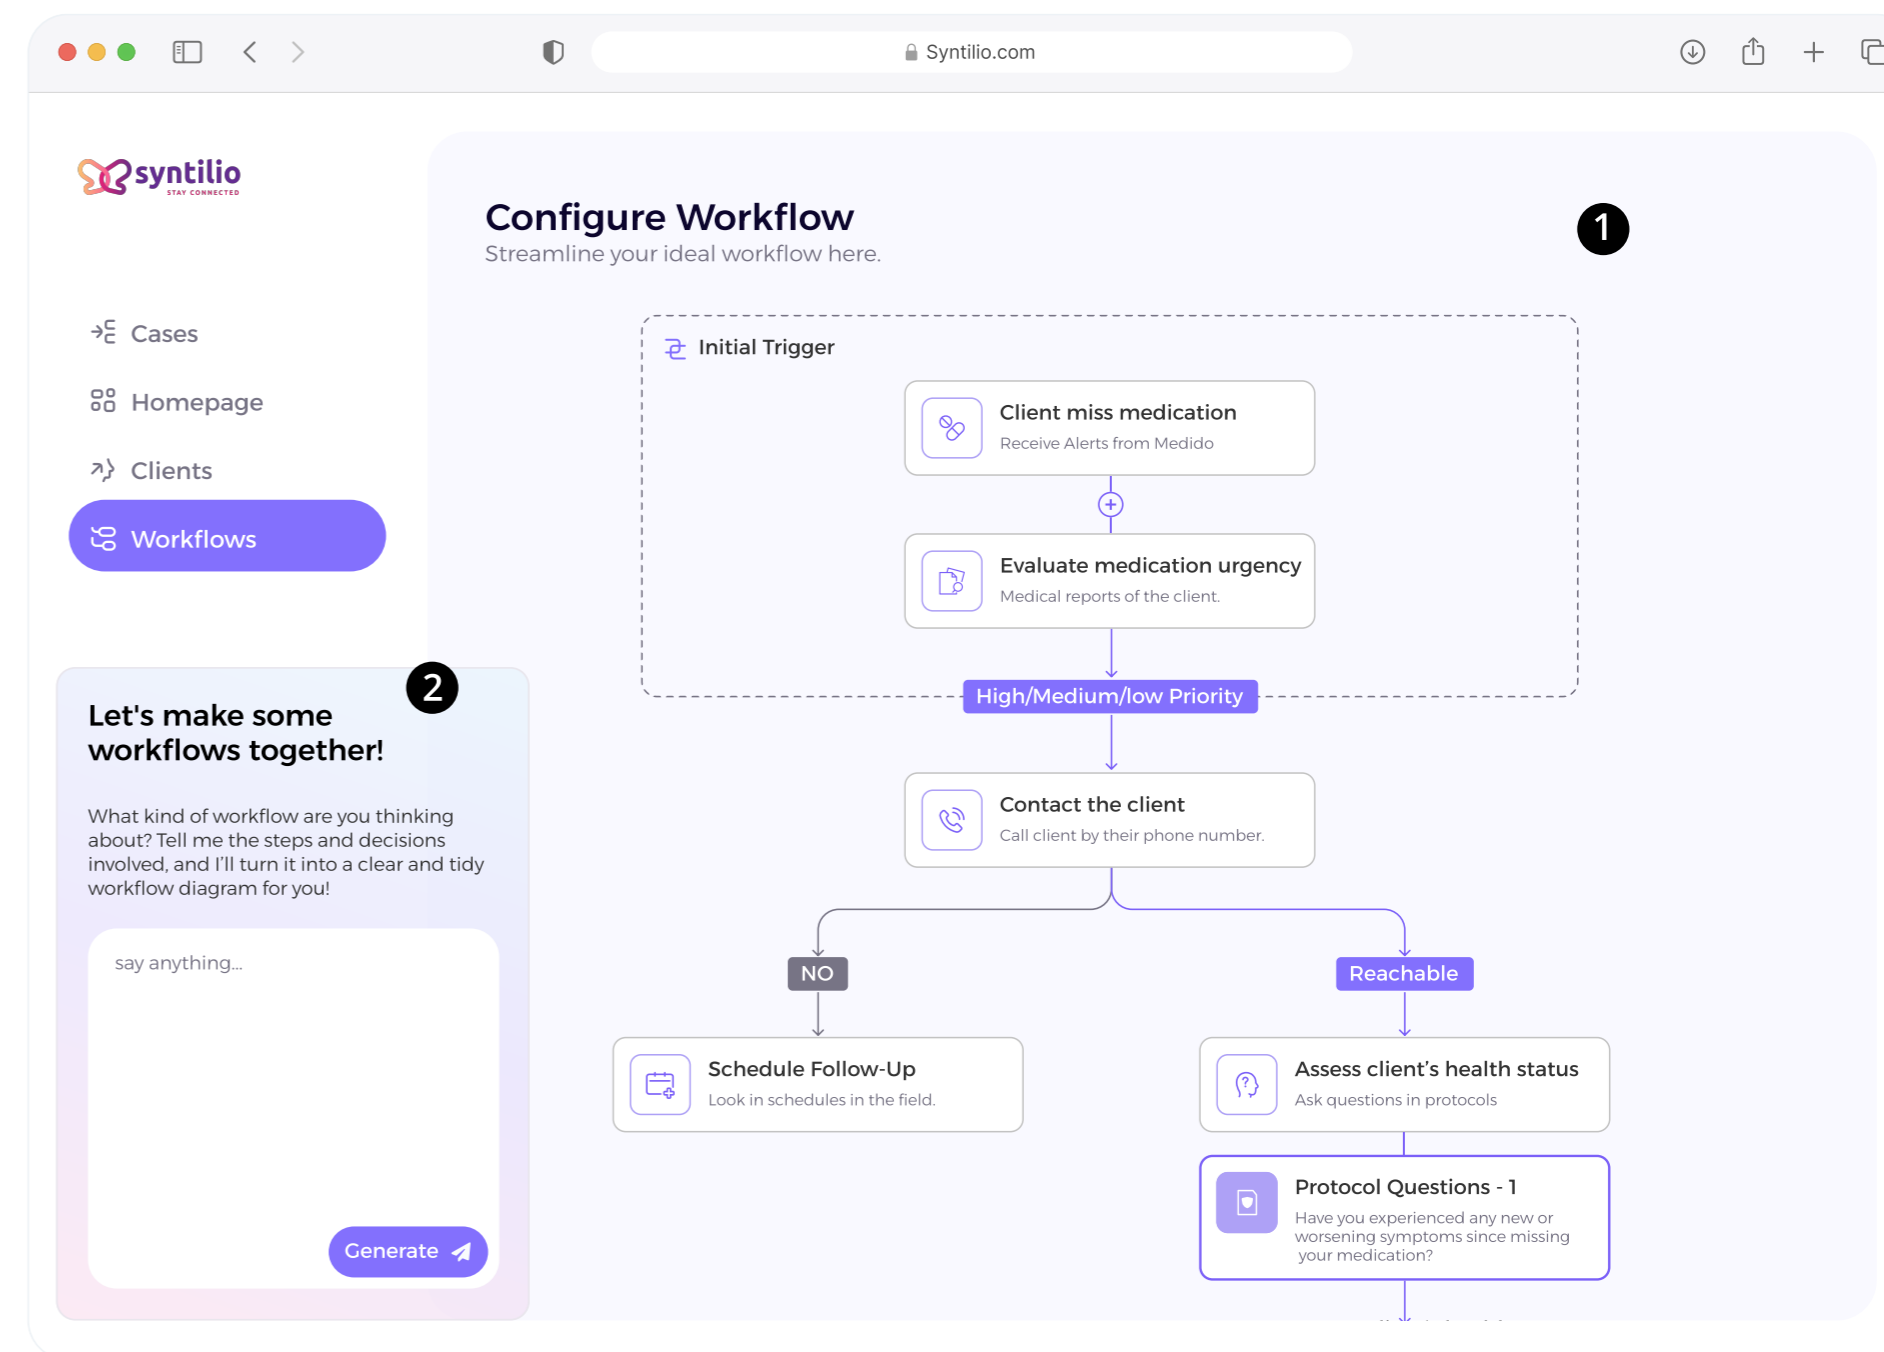 Syntilio.com
syntilio
STAY CONNECTED
Cases
Homepage
Clients
Workflows
Configure Workflow
Streamline your ideal workflow here.
1
Initial Trigger
Client miss medication
Receive Alerts from Medido
Evaluate medication urgency
Medical reports of the client.
High/Medium/low Priority
Contact the client
Call client by their phone number.
NO
Reachable
Schedule Follow-Up
Look in schedules in the field.
Assess client’s health status
Ask questions in protocols
Protocol Questions - 1
Have you experienced any new or
worsening symptoms since missing
your medication?
2
Let's make some
workflows together!
What kind of workflow are you thinking
about? Tell me the steps and decisions
involved, and I’ll turn it into a clear and tidy
workflow diagram for you!
say anything...
Generate